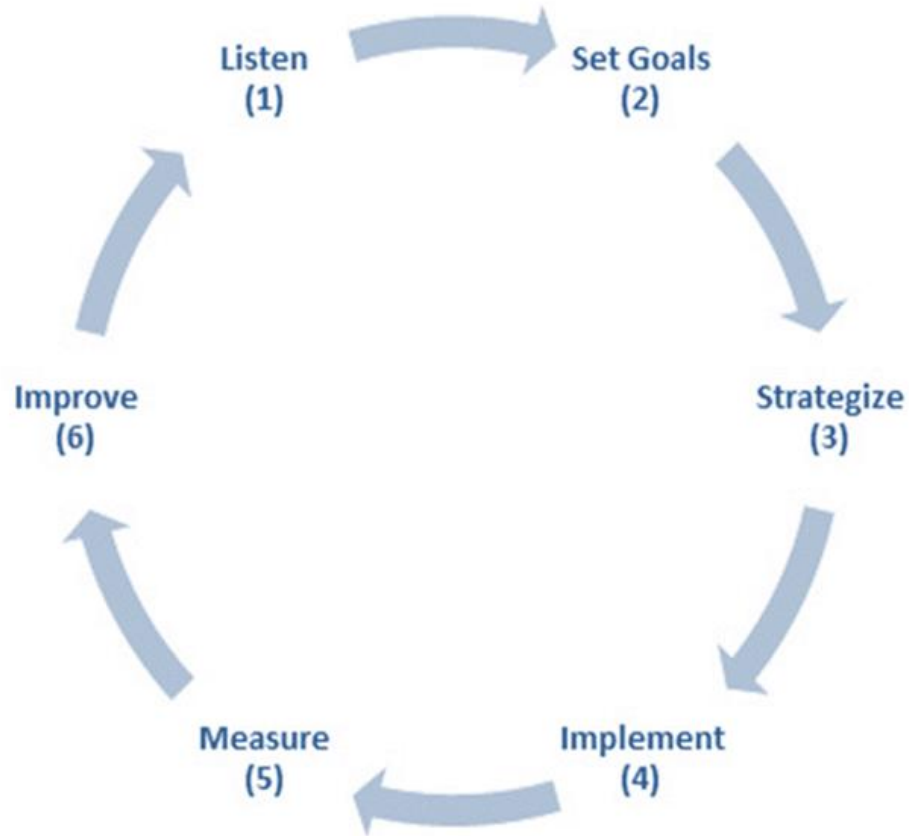 Listen
(1)
Set Goals
(2)
Strategize
(3)
Implement
(4)
Measure
(5)
Improve
(6)